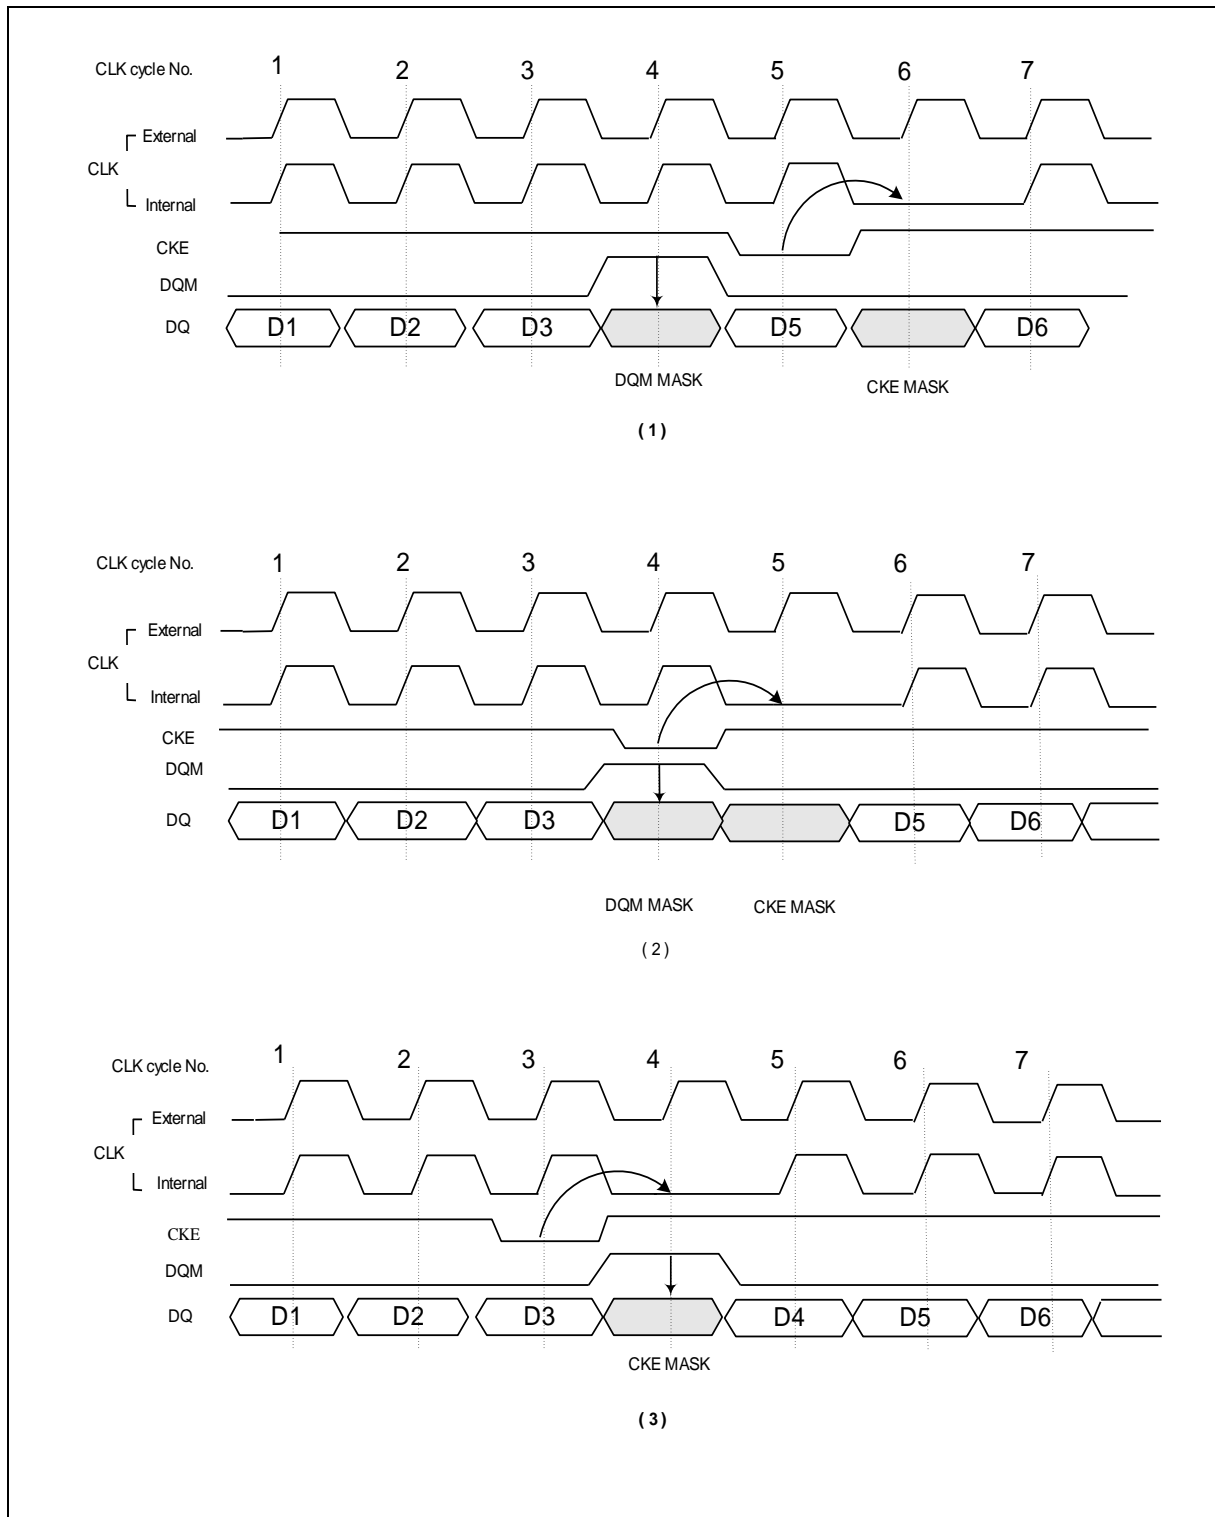 CLK cycle No. 1 2 3 4 5 6 7
External
CLK
Internal
CKE
DQM
DQ D1 D2 D3 D5 D6
DQM MASK CKE MASK
( 1 )
CLK cycle No. 1 2 3 4 5 6 7
External
CLK
Internal
CKE
DQM
DQ D1 D2 D3 D5 D6
DQM MASK CKE MASK
( 2 )
CLK cycle No. 1 2 3 4 5 6 7
External
CLK
Internal
CKE
DQM
DQ D1 D2 D3 D4 D5 D6
CKE MASK
( 3 )